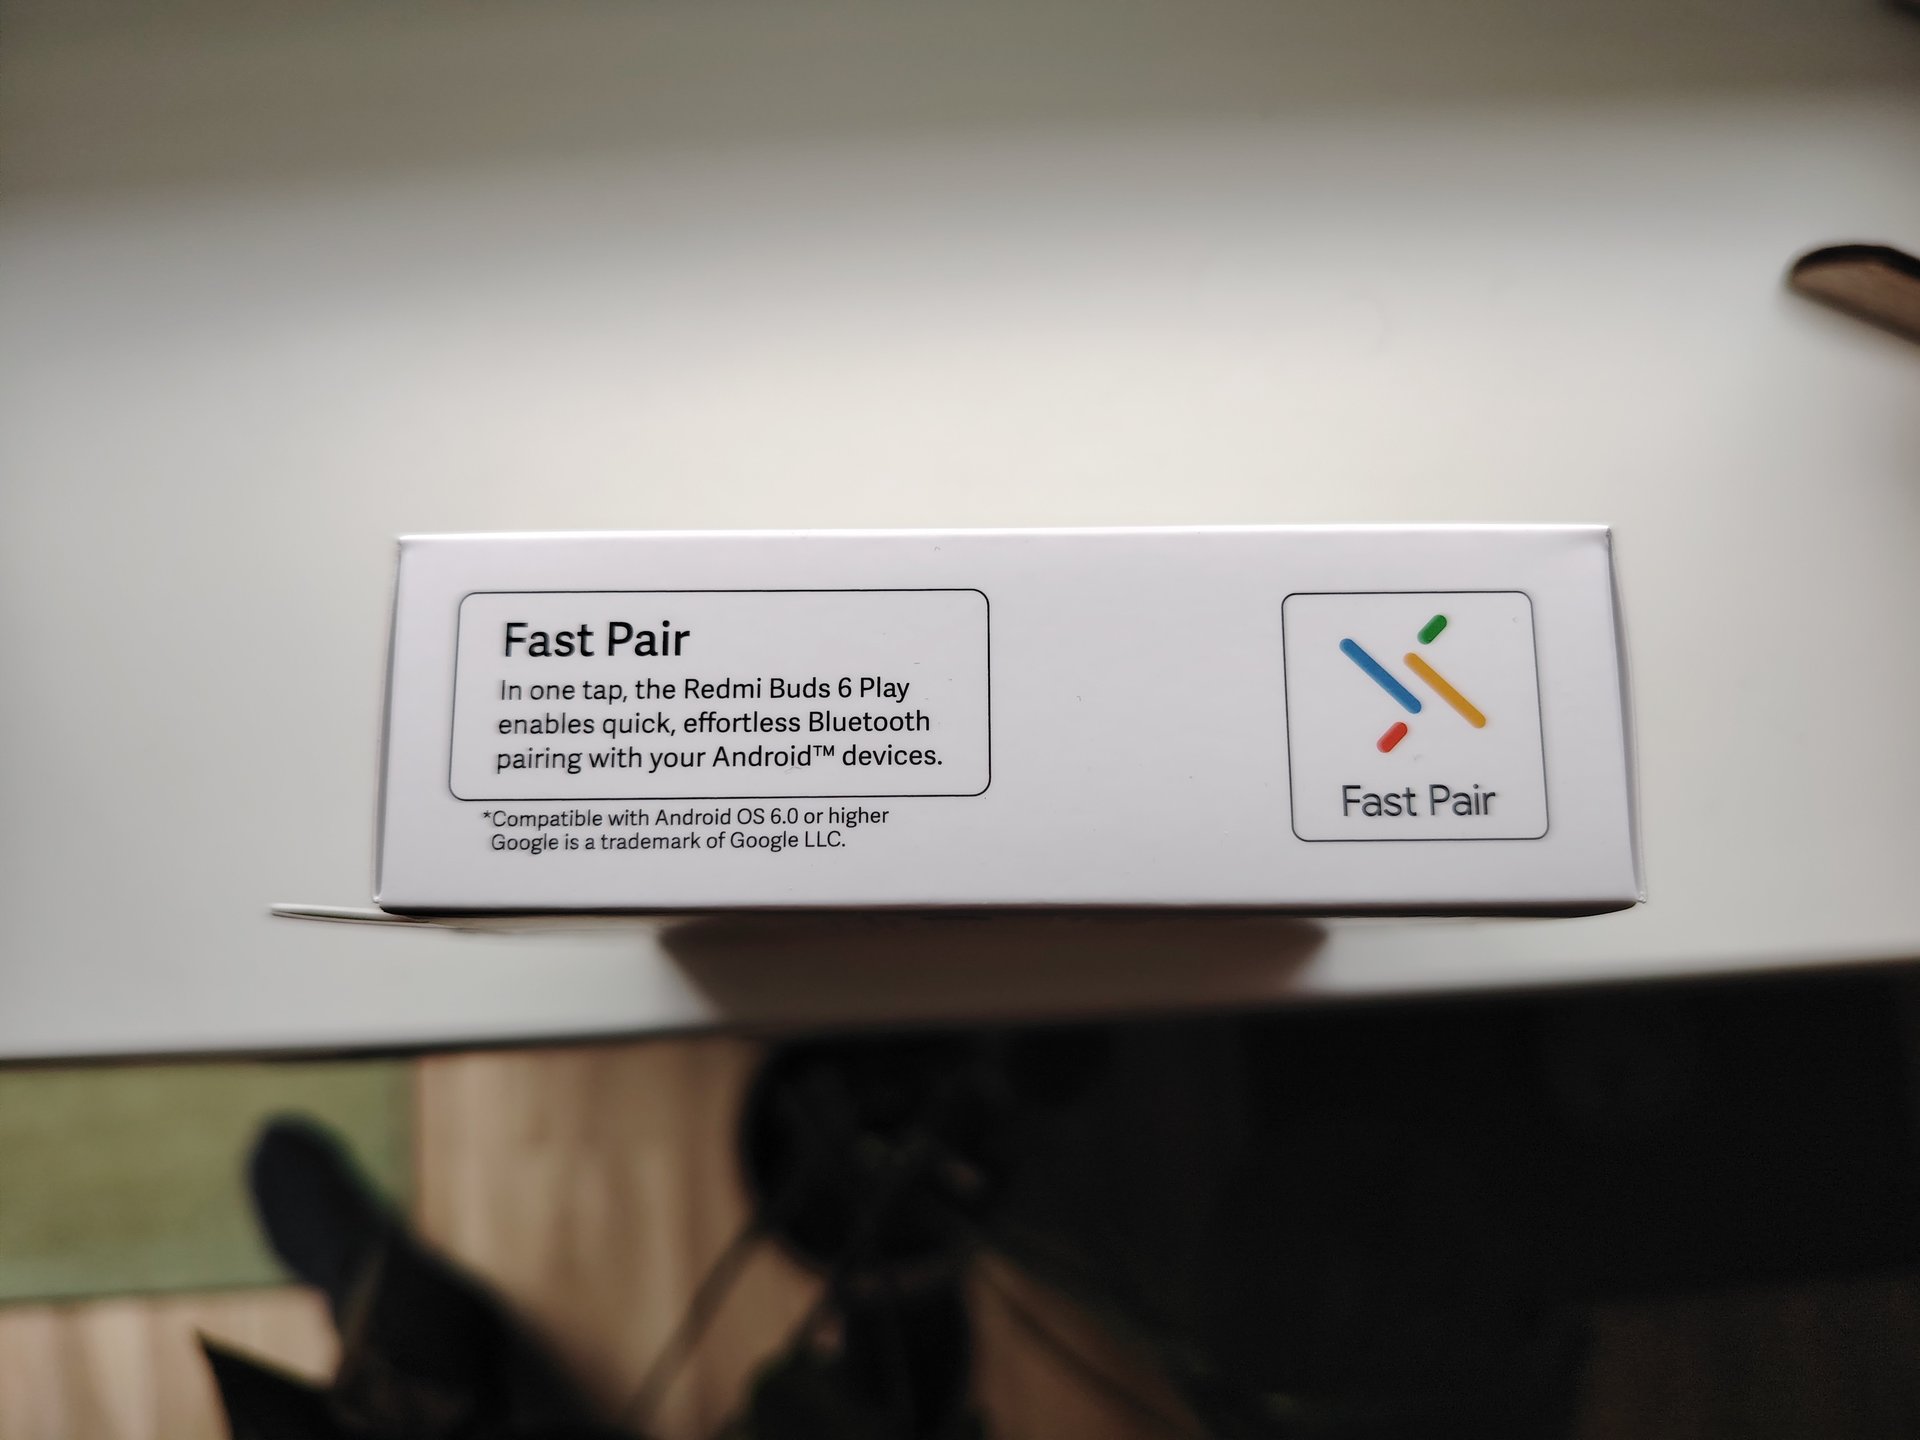 Fast Pair
In one tap, the Redmi Buds 6 Play
enables quick, effortless Bluetooth
pairing with your Android™ devices.
*Compatible with Android OS 6.0 or higher
Google is a trademark of Google LLC.
Fast Pair